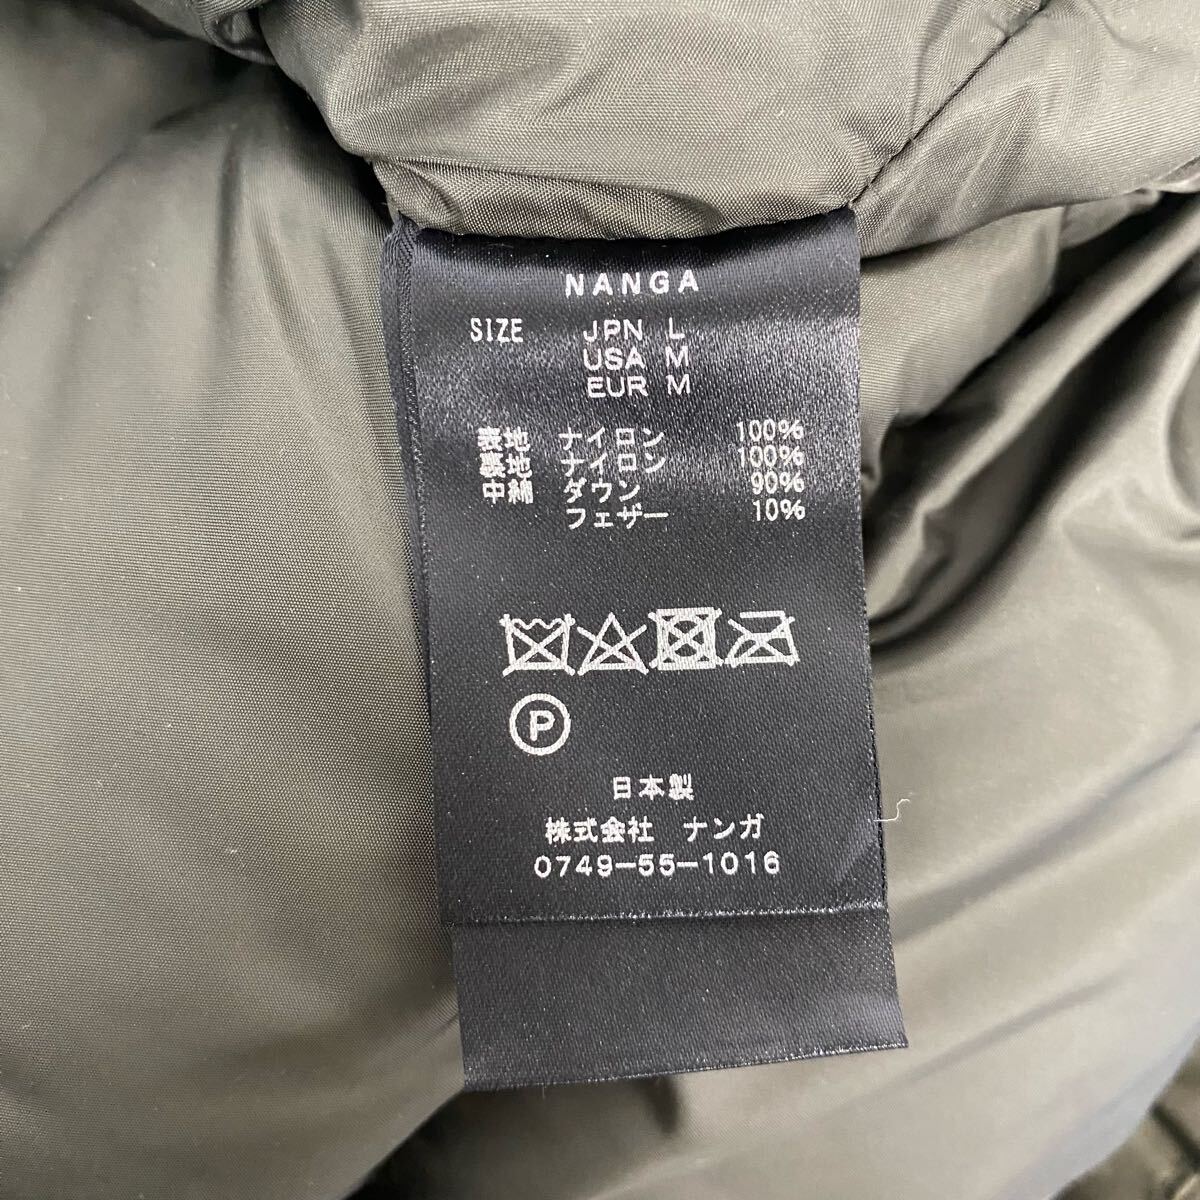 NANGA
SIZE JPN L
USA M
EUR M
表地 ナイロン 100%
裏地 ナイロン 100%
中綿 ダウン 90%
フェザー 10%
P
日本製
株式会社 ナンガ
0749-55-1016